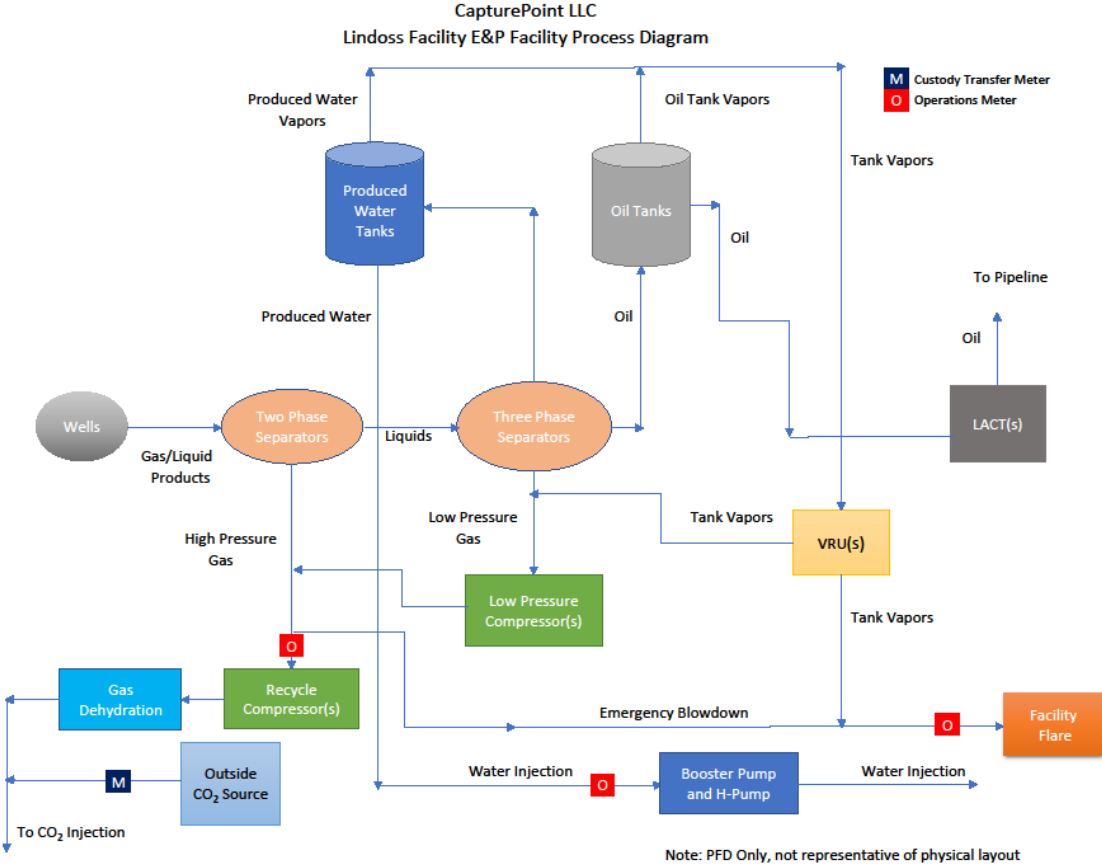 CapturePoint LLC
Lindoss Facility E&P Facility Process Diagram
M Custody Transfer Meter
O Operations Meter
Produced Water
Vapors
Oil Tank Vapors
Tank Vapors
Produced
Water
Tanks
Oil Tanks
Oil
To Pipeline
Produced Water
Oil
Oil
Wells
Two Phase
Separators
Liquids
Three Phase
Separators
LACT(s)
Gas/Liquid
Products
Low Pressure
Gas
Tank Vapors
VRU(s)
High Pressure
Gas
Low Pressure
Compressor(s)
Tank Vapors
O
Gas
Dehydration
Recycle
Compressor(s)
Emergency Blowdown
O
Facility
Flare
M
Outside
CO₂ Source
Water Injection
O
Booster Pump
and H-Pump
Water Injection
To CO₂ Injection
Note: PFD Only, not representative of physical layout